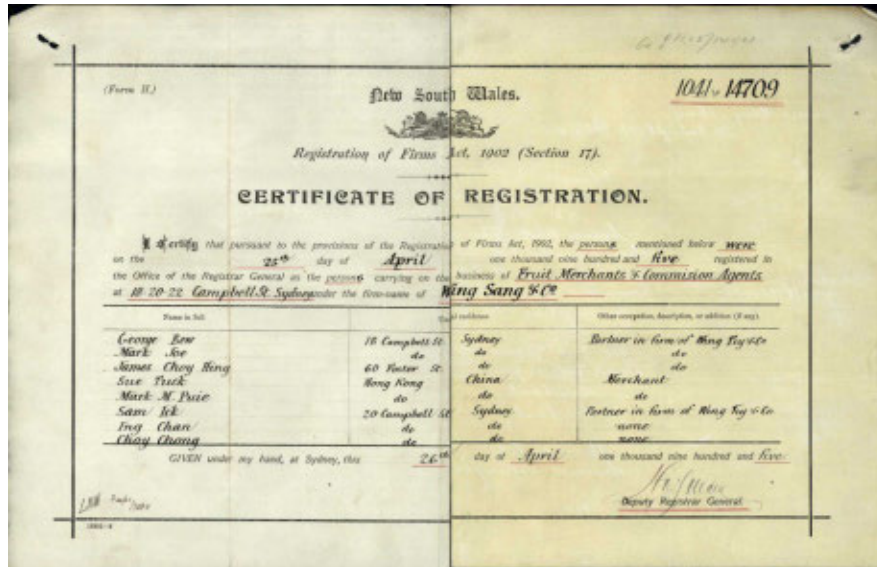 (Form II.)
New South Wales.
1041 14709
Registration of Firms Act, 1902 (Section 17).
CERTIFICATE OF REGISTRATION.
I Certify that pursuant to the provisions of the Registration of Firms Act, 1902, the persons mentioned below were
on the 25th day of April one thousand nine hundred and five registered in
the Office of the Registrar General as the persons carrying on the business of Fruit Merchants & Commision Agents
at 18-20-22 Campbell St. Sydney under the firm-name of Wing Sang & Co
Name in full. Usual residence. Other occupation, description, or addition (if any).
George Bew 18 Campbell St Sydney Partner in firm of Wing Toy & Co
Mark Joe do do do
James Choy Hing 60 Foster St. do do
Sue Tuck Hong Kong China Merchant
Mark M. Puie do do do
Sam Ick 20 Campbell St Sydney Partner in firm of Wing Toy & Co
Ing Chan do do none
Choy Chong do do none
GIVEN under my hand, at Sydney, this 26th day of April one thousand nine hundred and five.
Deputy Registrar General.